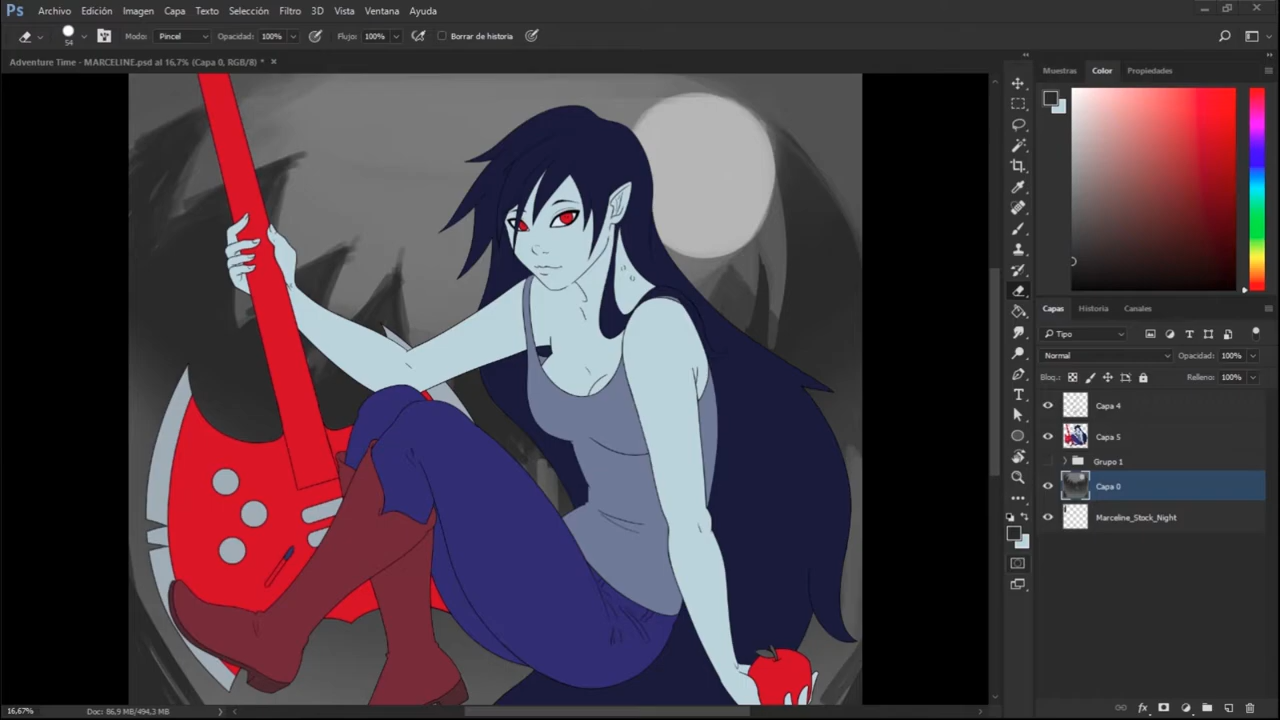 Ps Archivo Edición Imagen Capa Texto Selección Filtro 3D Vista Ventana Ayuda
54 Modo: Pincel Opacidad: 100% Flujo: 100% Borrar de historia
Adventure Time - MARCELINE.psd al 16,7% (Capa 0, RGB/8) * ×
Muestras Color Propiedades
Capas Historia Canales
Tipo
Normal Opacidad: 100%
Bloq.: Relleno: 100%
Capa 4
Capa 5
Grupo 1
Capa 0
Marceline_Stock_Night
16,67% Doc: 86,9 MB/494,3 MB
fx